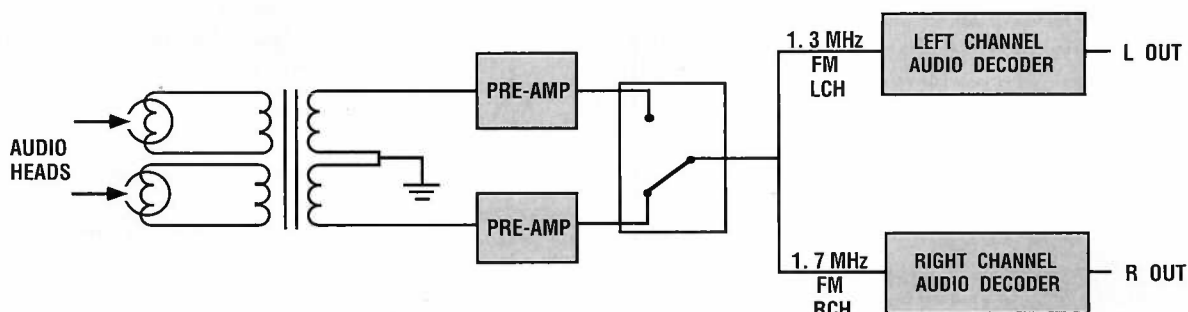 AUDIO
HEADS
PRE-AMP
PRE-AMP
1. 3 MHz
FM
LCH
LEFT CHANNEL
AUDIO DECODER
L OUT
1. 7 MHz
FM
RCH
RIGHT CHANNEL
AUDIO DECODER
R OUT